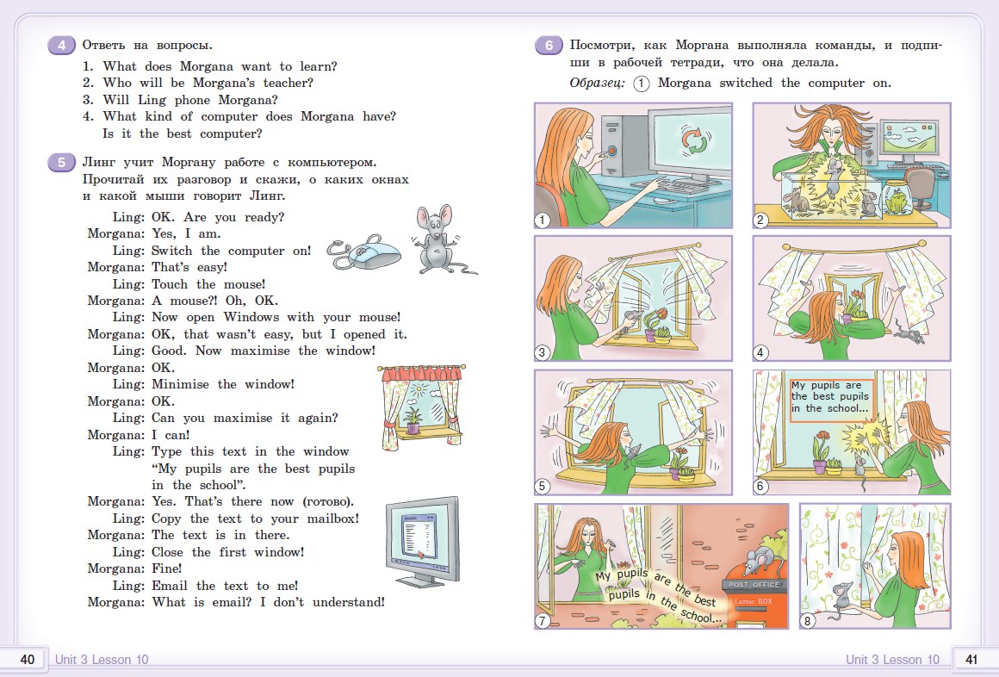 4 Ответь на вопросы.
1. What does Morgana want to learn?
2. Who will be Morgana's teacher?
3. Will Ling phone Morgana?
4. What kind of computer does Morgana have?
Is it the best computer?
5 Линг учит Моргану работе с компьютером.
Прочитай их разговор и скажи, о каких окнах
и какой мыши говорит Линг.
Ling: OK. Are you ready?
Morgana: Yes, I am.
Ling: Switch the computer on!
Morgana: That's easy!
Ling: Touch the mouse!
Morgana: A mouse?! Oh, OK.
Ling: Now open Windows with your mouse!
Morgana: OK, that wasn't easy, but I opened it.
Ling: Good. Now maximise the window!
Morgana: OK.
Ling: Minimise the window!
Morgana: OK.
Ling: Can you maximise it again?
Morgana: I can!
Ling: Type this text in the window
“My pupils are the best pupils
in the school”.
Morgana: Yes. That's there now (готово).
Ling: Copy the text to your mailbox!
Morgana: The text is in there.
Ling: Close the first window!
Morgana: Fine!
Ling: Email the text to me!
Morgana: What is email? I don't understand!
40 Unit 3 Lesson 10
6 Посмотри, как Моргана выполняла команды, и подпи-
ши в рабочей тетради, что она делала.
Образец: 1 Morgana switched the computer on.
1
2
3
4
5
My pupils are
the best pupils
in the school...
6
My pupils are the best
pupils in the school...
POST OFFICE
Letter BOX
7
8
Unit 3 Lesson 10 41